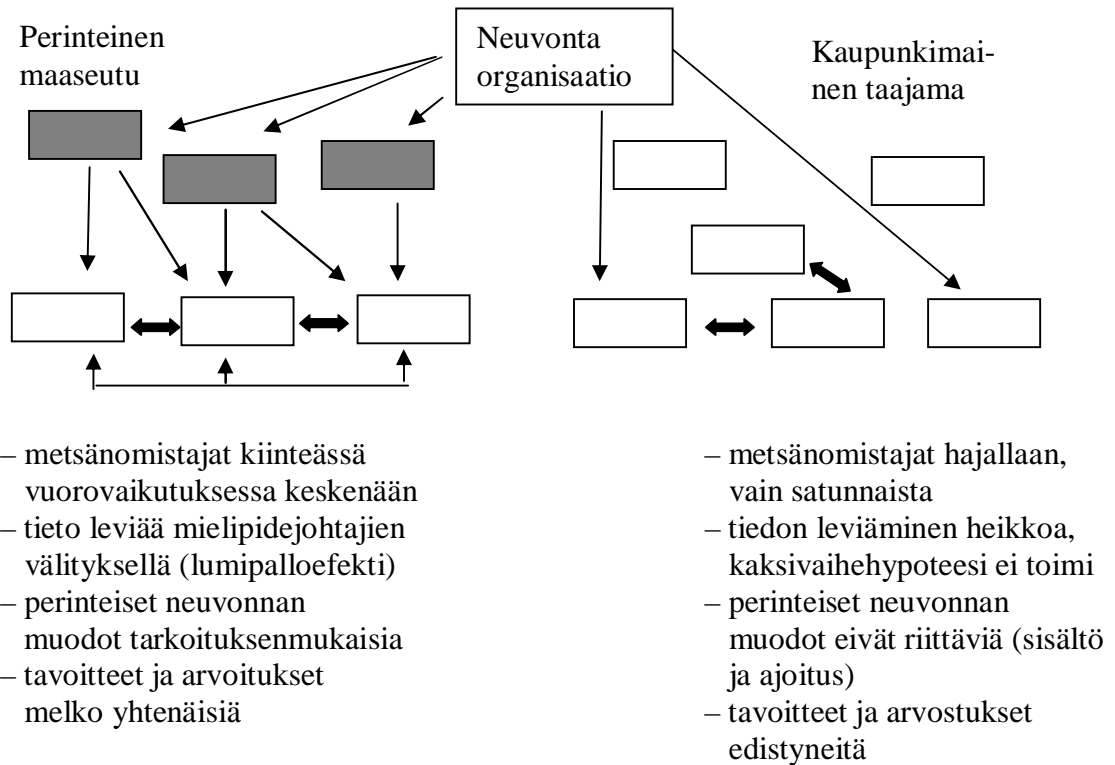 Perinteinen
maaseutu
Neuvonta
organisaatio
Kaupunkimai-
nen taajama
– metsänomistajat kiinteässä
vuorovaikutuksessa keskenään
– tieto leviää mielipidejohtajien
välityksellä (lumipalloefekti)
– perinteiset neuvonnan
muodot tarkoituksenmukaisia
– tavoitteet ja arvoitukset
melko yhtenäisiä
– metsänomistajat hajallaan,
vain satunnaista
– tiedon leviäminen heikkoa,
kaksivaihehypoteesi ei toimi
– perinteiset neuvonnan
muodot eivät riittäviä (sisältö
ja ajoitus)
– tavoitteet ja arvostukset
edistyneitä